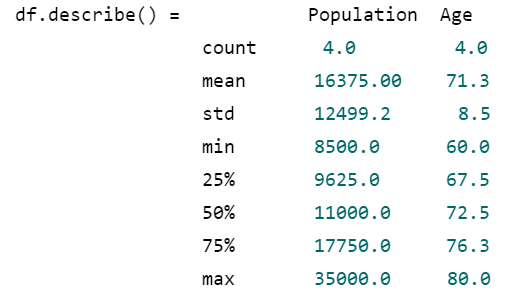 df.describe() = Population Age
count 4.0 4.0
mean 16375.00 71.3
std 12499.2 8.5
min 8500.0 60.0
25% 9625.0 67.5
50% 11000.0 72.5
75% 17750.0 76.3
max 35000.0 80.0